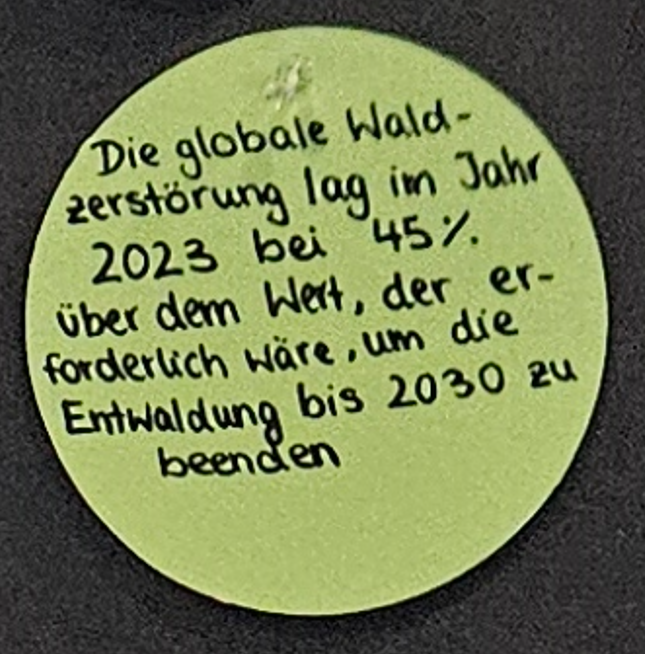 Die globale Wald-
zerstörung lag im Jahr
2023 bei 45%
über dem Wert, der er-
forderlich wäre, um die
Entwaldung bis 2030 zu
beenden